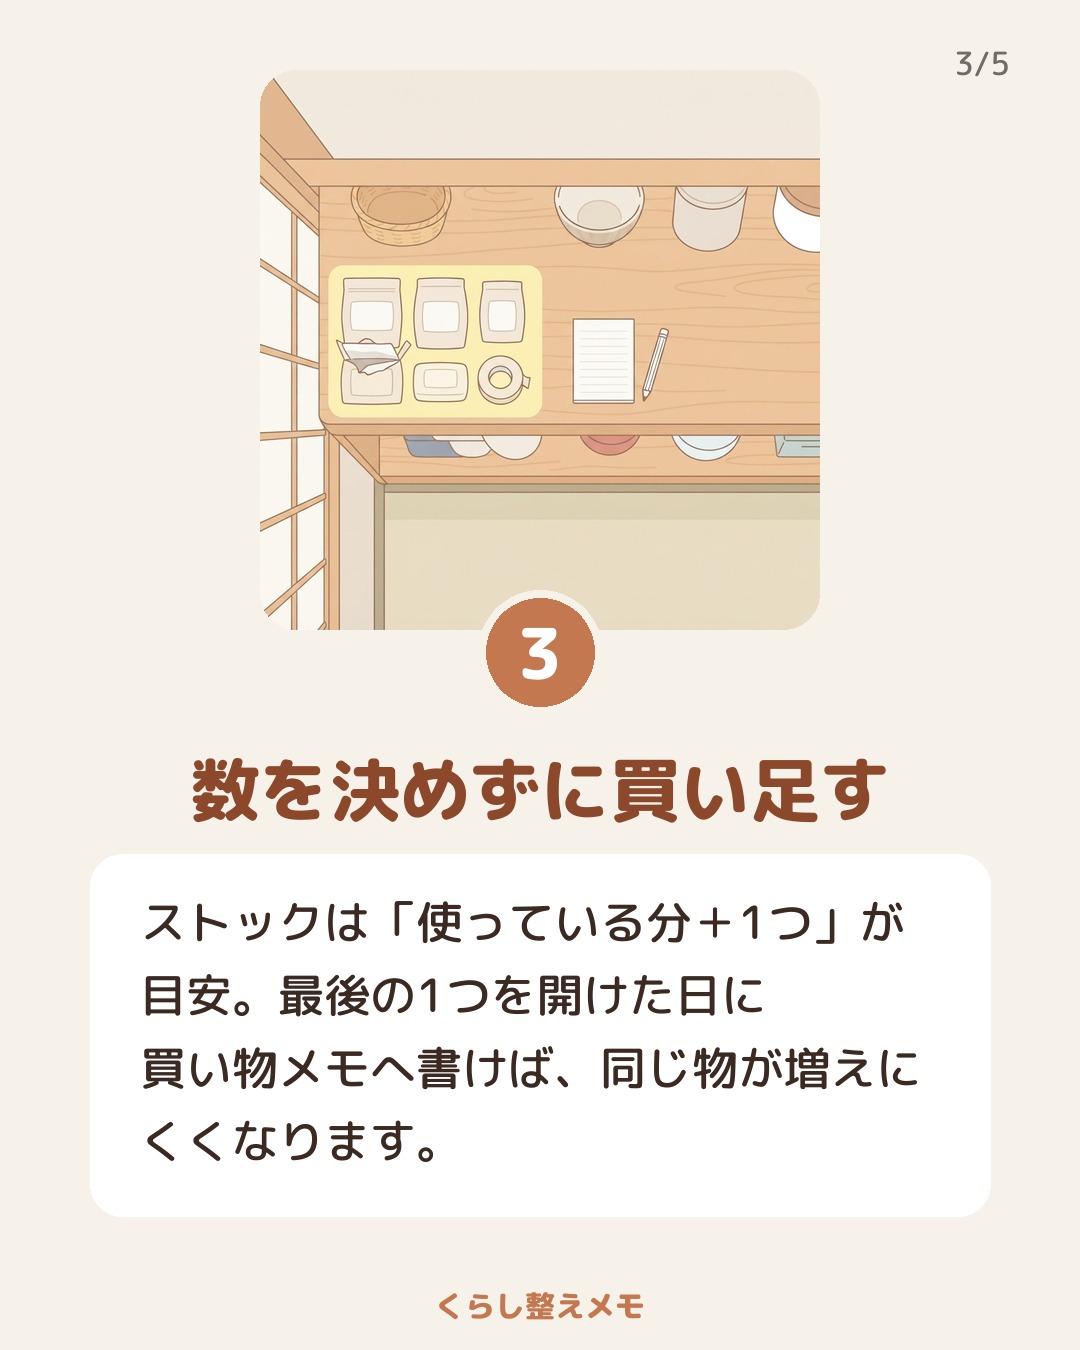 3/5
3
数を決めずに買い足す
ストックは「使っている分＋1つ」が
目安。最後の1つを開けた日に
買い物メモへ書けば、同じ物が増えに
くくなります。
くらし整えメモ